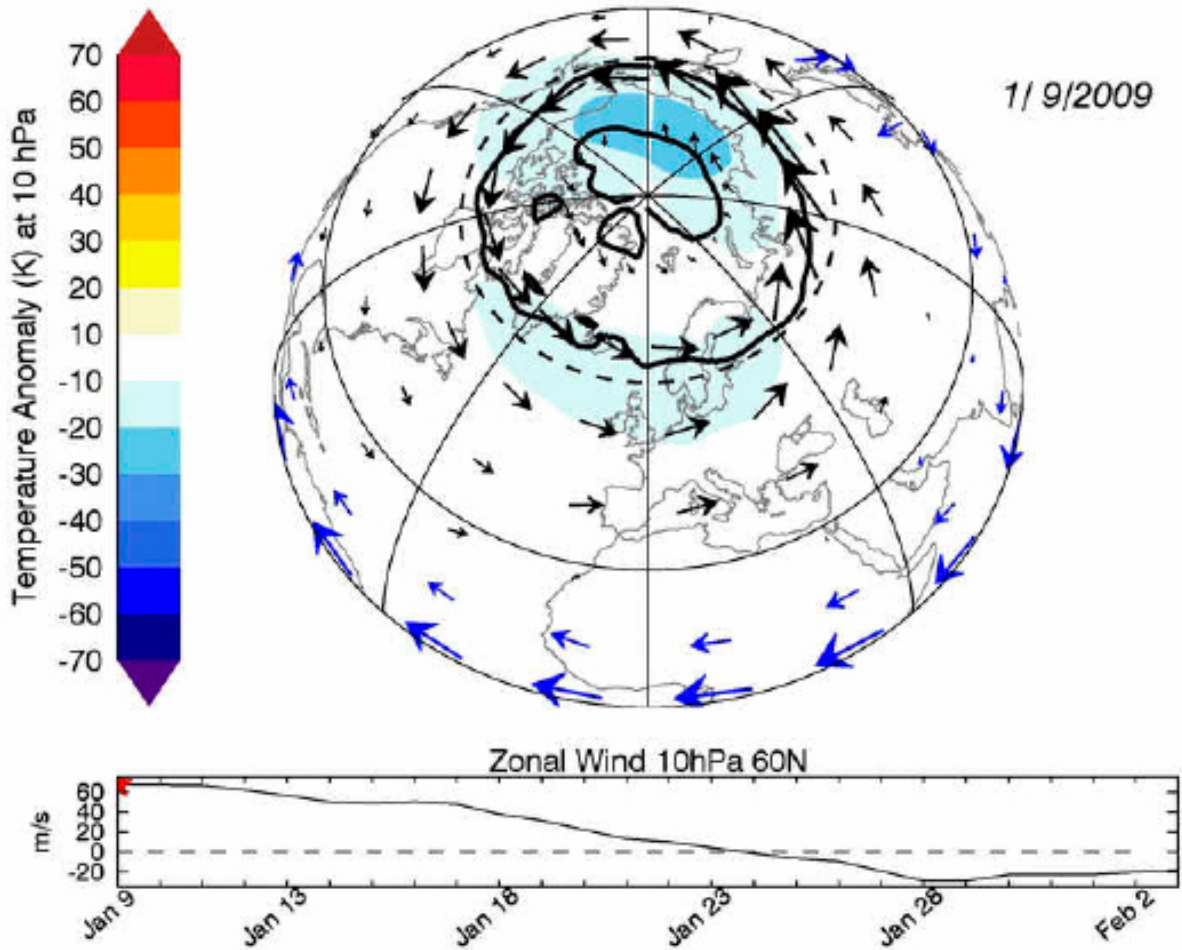 Temperature Anomaly (K) at 10 hPa
70
60
50
40
30
20
10
-10
-20
-30
-40
-50
-60
-70
1/ 9/2009
Zonal Wind 10hPa 60N
m/s
60
40
20
0
-20
Jan 9
Jan 13
Jan 18
Jan 23
Jan 28
Feb 2